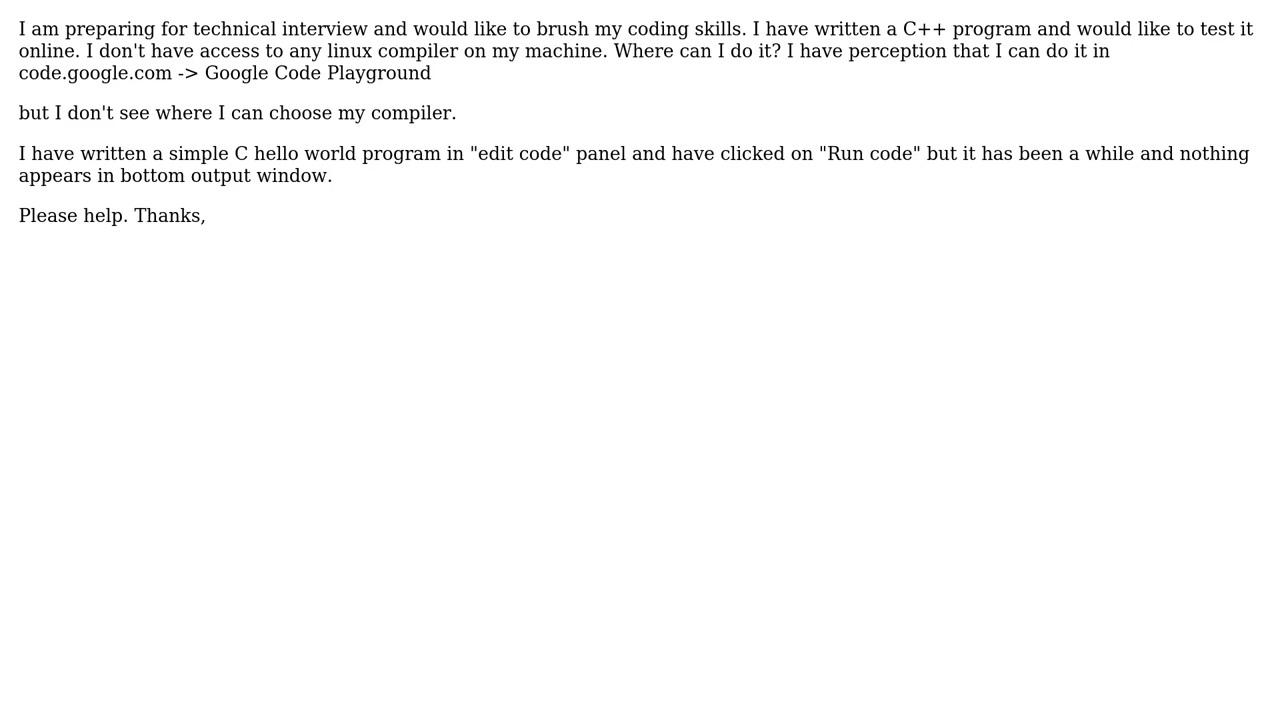 I am preparing for technical interview and would like to brush my coding skills. I have written a C++ program and would like to test it
online. I don't have access to any linux compiler on my machine. Where can I do it? I have perception that I can do it in
code.google.com -> Google Code Playground
but I don't see where I can choose my compiler.
I have written a simple C hello world program in "edit code" panel and have clicked on "Run code" but it has been a while and nothing
appears in bottom output window.
Please help. Thanks,